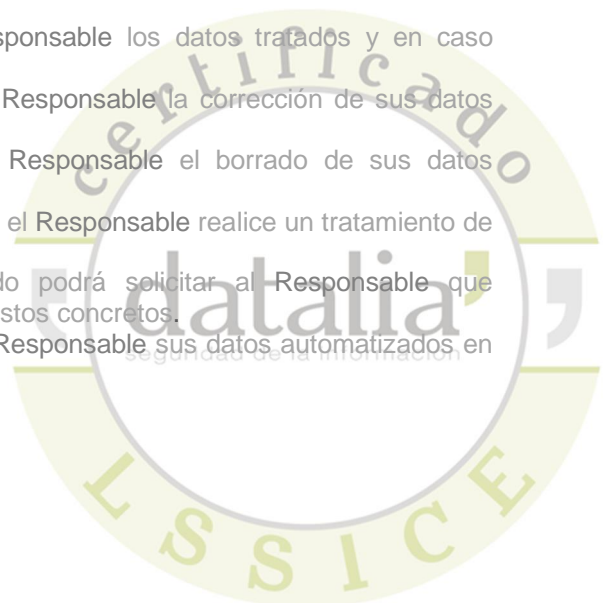 sponsable los datos tratados y en caso
Responsable la corrección de sus datos
Responsable el borrado de sus datos
el Responsable realice un tratamiento de
do podrá solicitar al Responsable que
stos concretos.
Responsable sus datos automatizados en
certificado
datalia
seguridad de la información
LSSICE